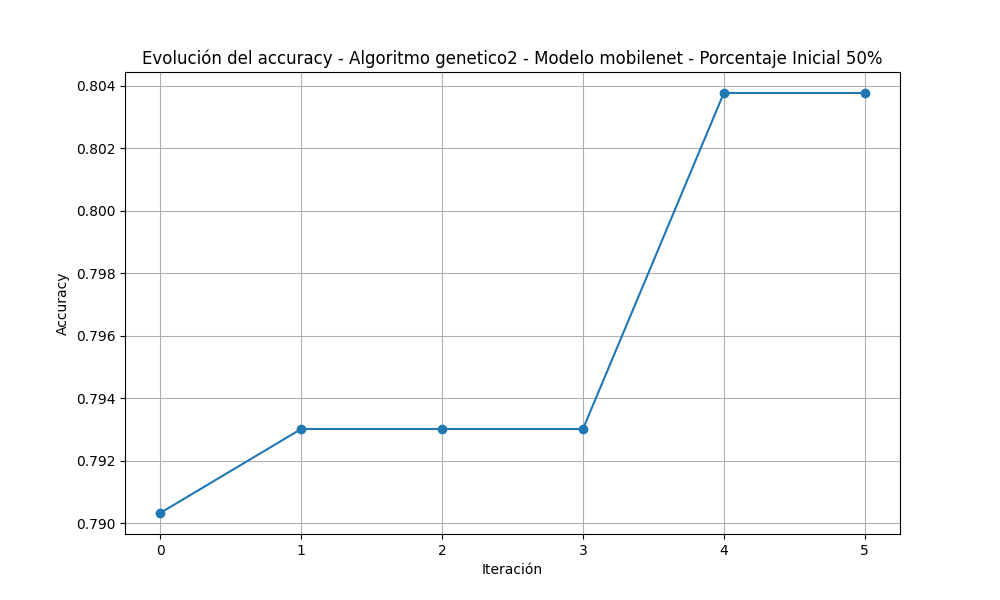 Evolución del accuracy - Algoritmo genetico2 - Modelo mobilenet - Porcentaje Inicial 50%
0.804
0.802
0.800
0.798
0.796
0.794
0.792
0.790
Accuracy
0 1 2 3 4 5
Iteración